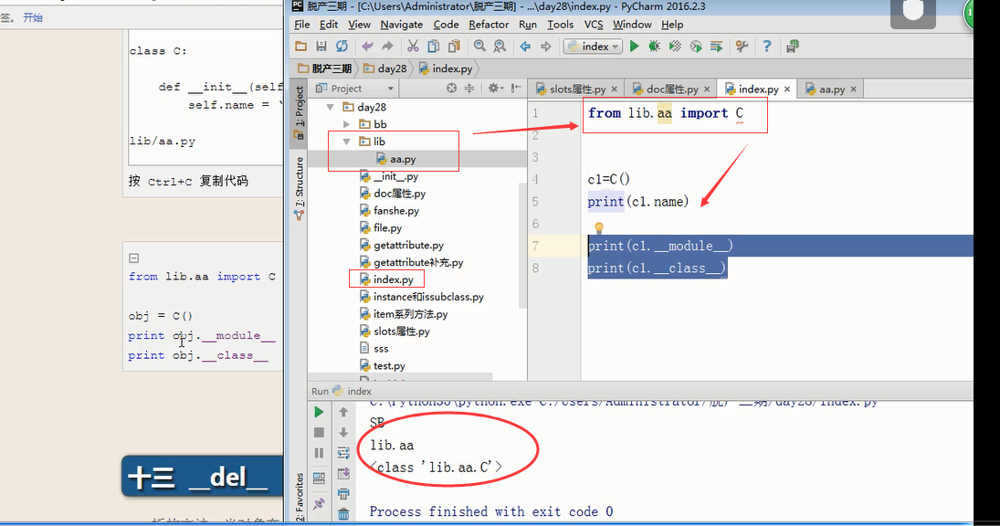 签。 开始
class C:
def __init__(self
self.name =
lib/aa.py
按 Ctrl+C 复制代码
from lib.aa import C
obj = C()
print obj.__module__
print obj.__class__
十三 __del__
PC 脱产三期 - [C:\Users\Administrator\脱产三期] - ...\day28\index.py - PyCharm 2016.2.3
File Edit View Navigate Code Refactor Run Tools VCS Window Help
index
脱产三期 day28 index.py
Project
slots属性.py doc属性.py index.py aa.py
1: Project
7: Structure
2: Favorites
day28
bb
lib
aa.py
__init__.py
doc属性.py
fanshe.py
file.py
getattribute.py
getattribute补充.py
index.py
instance和issubclass.py
item系列方法.py
slots属性.py
sss
test.py
1 from lib.aa import C
2
3
4 c1=C()
5 print(c1.name)
6
7 print(c1.__module__)
8 print(c1.__class__)
Run index
C:\Python35\python.exe C:/Users/Administrator/脱产三期/day28/index.py
SB
lib.aa
<class 'lib.aa.C'>
Process finished with exit code 0